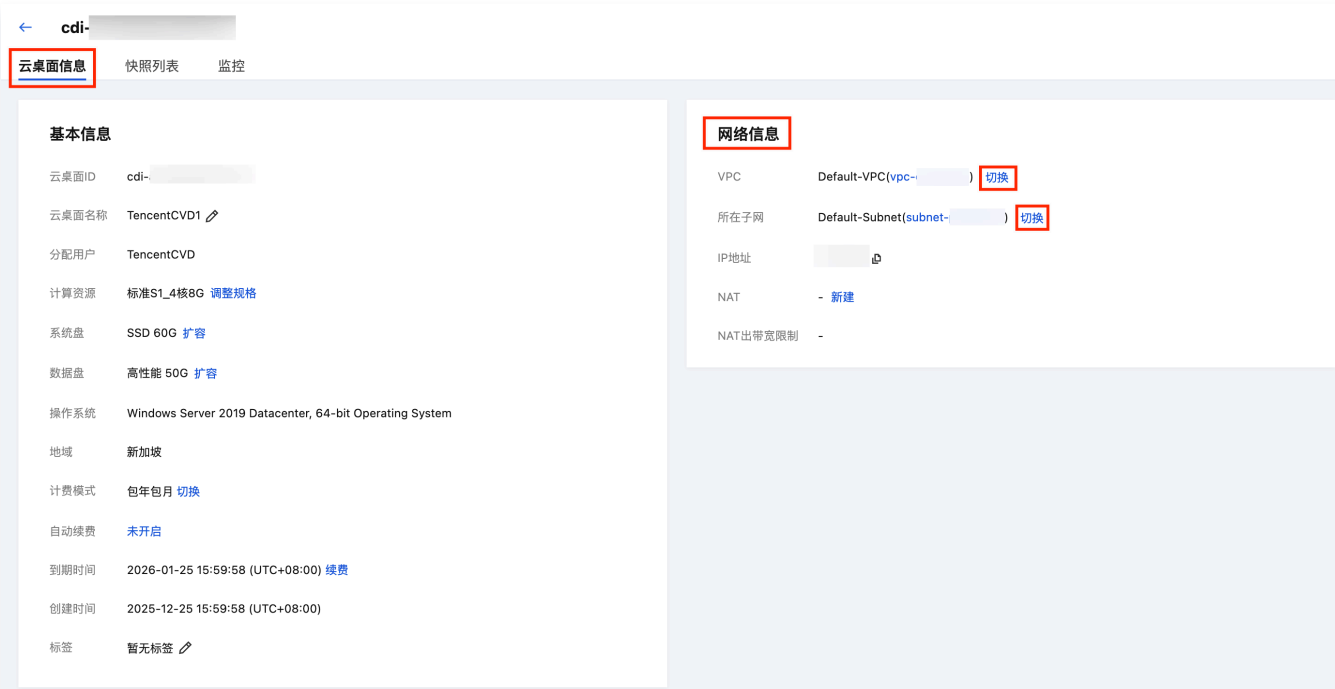 cdi-
云桌面信息 快照列表 监控
基本信息
云桌面ID cdi-
云桌面名称 TencentCVD1
分配用户 TencentCVD
计算资源 标准S1_4核8G 调整规格
系统盘 SSD 60G 扩容
数据盘 高性能 50G 扩容
操作系统 Windows Server 2019 Datacenter, 64-bit Operating System
地域 新加坡
计费模式 包年包月 切换
自动续费 未开启
到期时间 2026-01-25 15:59:58 (UTC+08:00) 续费
创建时间 2025-12-25 15:59:58 (UTC+08:00)
标签 暂无标签
网络信息
VPC Default-VPC(vpc- ) 切换
所在子网 Default-Subnet(subnet- ) 切换
IP地址
NAT - 新建
NAT出带宽限制 -